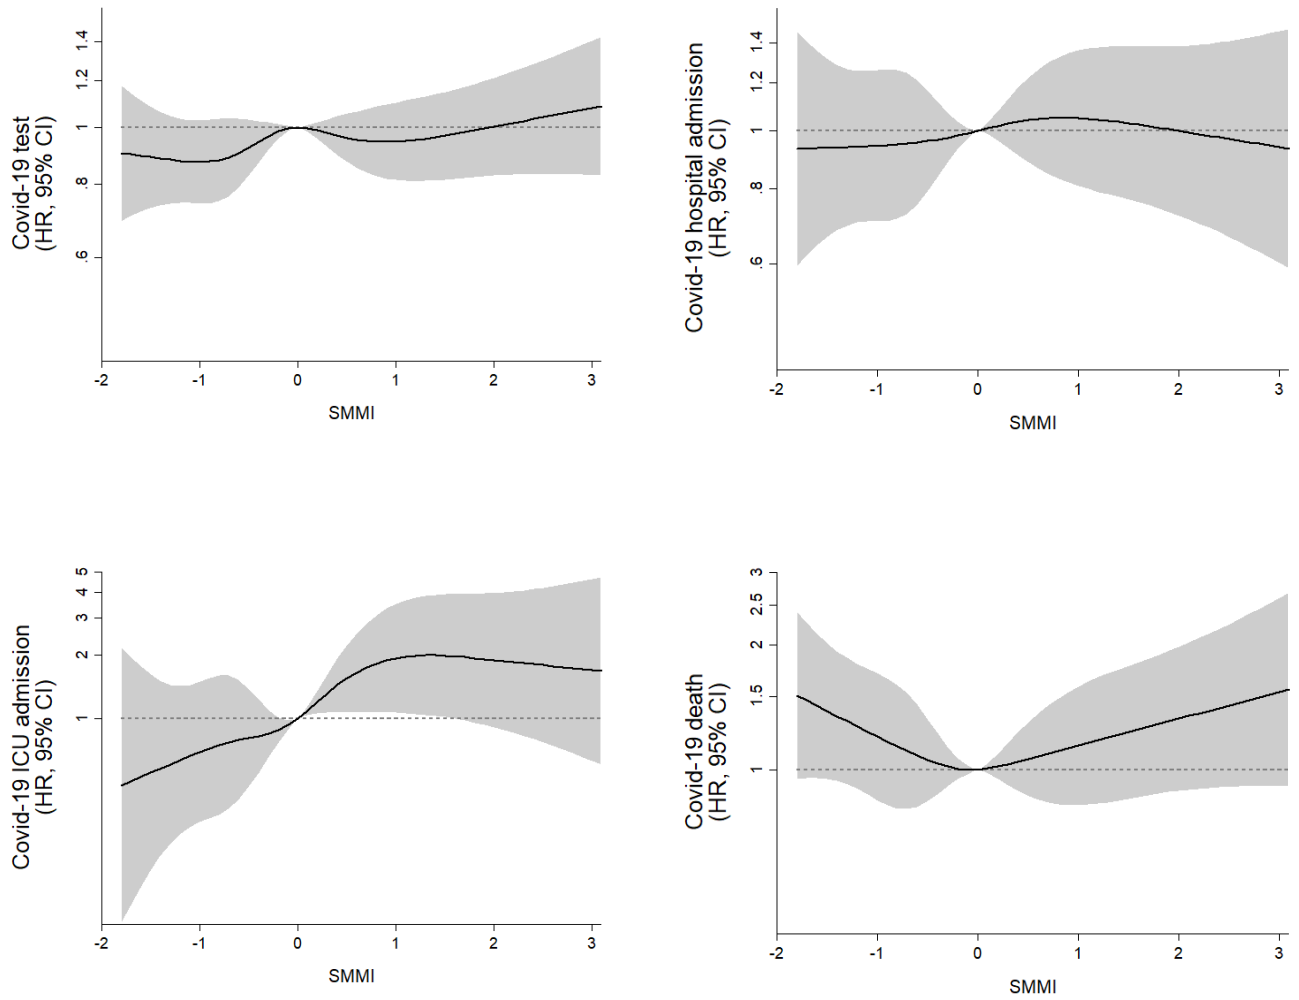 Covid-19 test
(HR, 95% CI)
1.4
1.2
1
.8
.6
-2 -1 0 1 2 3
SMMI
Covid-19 hospital admission
(HR, 95% CI)
1.4
1.2
1
.8
.6
-2 -1 0 1 2 3
SMMI
Covid-19 ICU admission
(HR, 95% CI)
5
4
3
2
1
-2 -1 0 1 2 3
SMMI
Covid-19 death
(HR, 95% CI)
3
2.5
2
1.5
1
-2 -1 0 1 2 3
SMMI